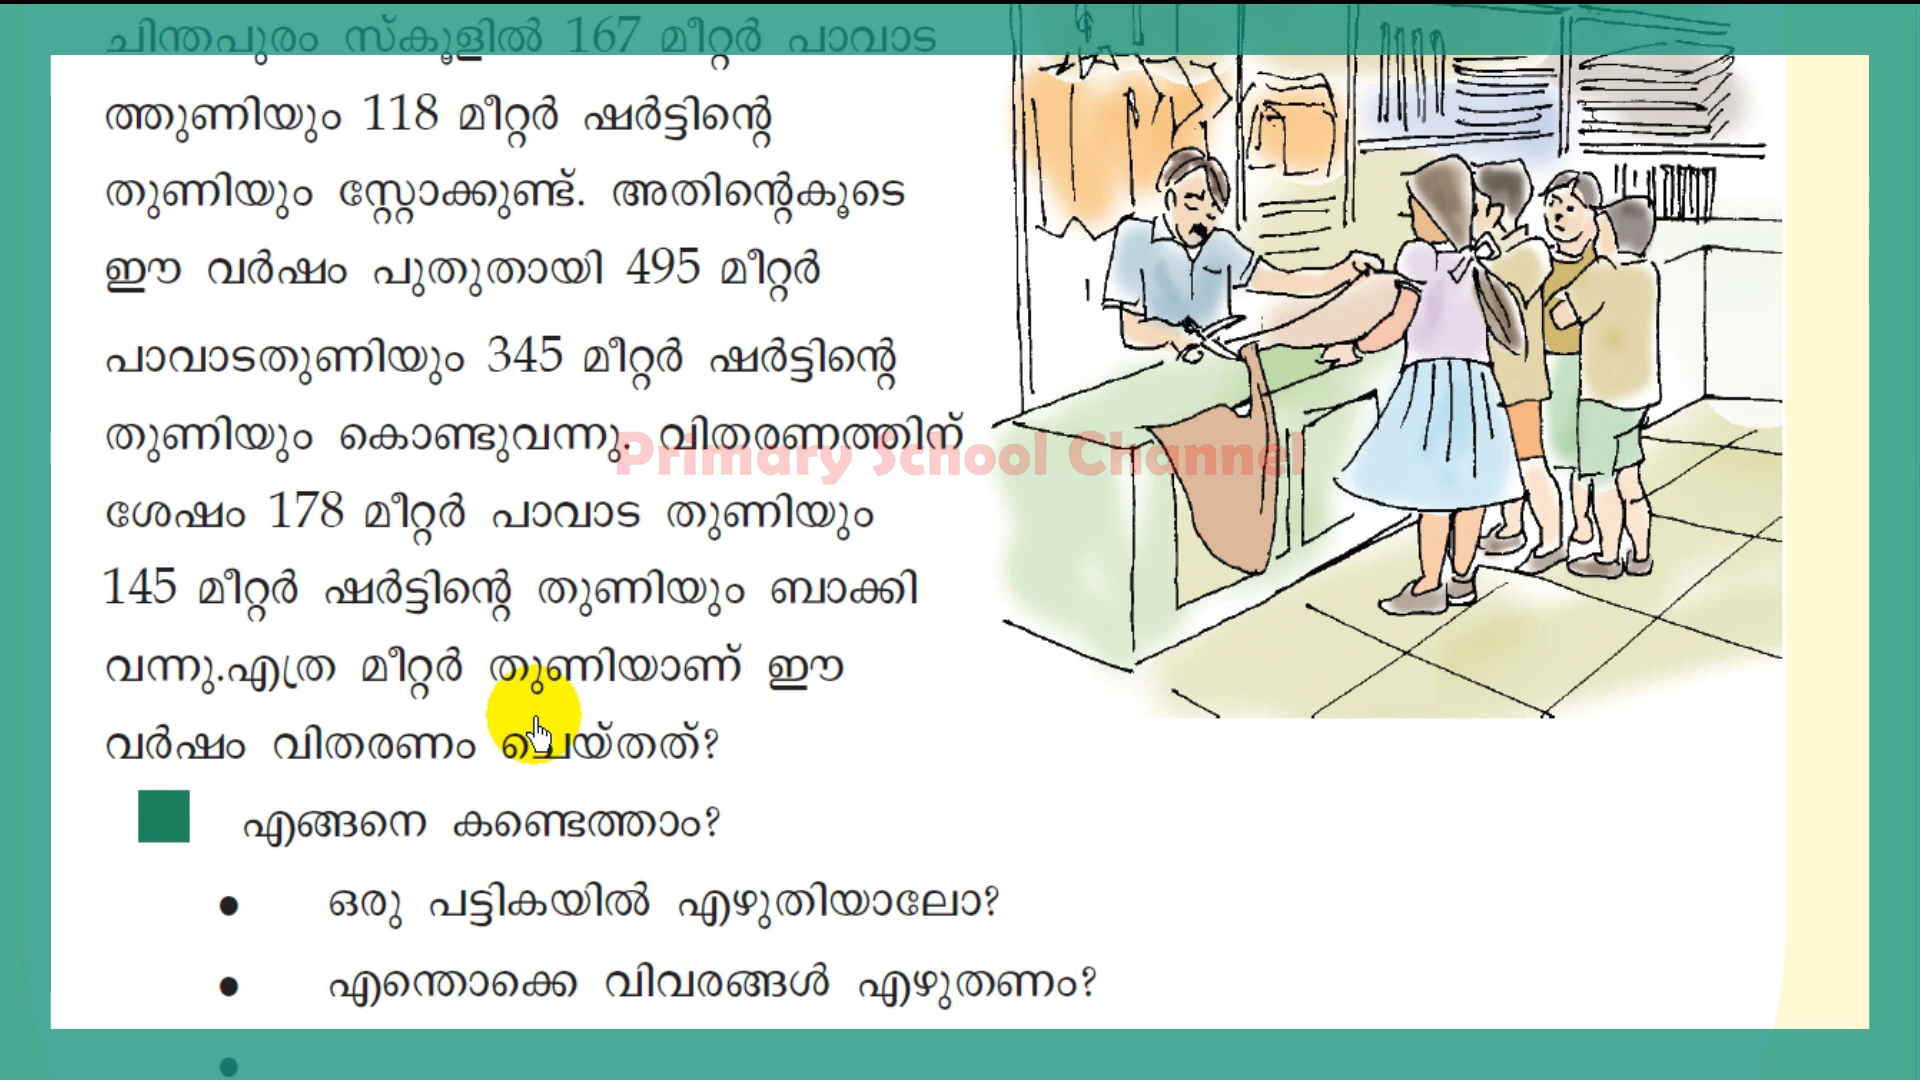 ചിന്തപുരം സ്കൂളിൽ 167 മീറ്റർ പാവാട
ത്തുണിയും 118 മീറ്റർ ഷർട്ടിന്റെ
തുണിയും സ്റ്റോക്കുണ്ട്. അതിന്റെകൂടെ
ഈ വർഷം പുതുതായി 495 മീറ്റർ
പാവാടതുണിയും 345 മീറ്റർ ഷർട്ടിന്റെ
തുണിയും കൊണ്ടുവന്നു. വിതരണത്തിന്
Primary School Channel
ശേഷം 178 മീറ്റർ പാവാട തുണിയും
145 മീറ്റർ ഷർട്ടിന്റെ തുണിയും ബാക്കി
വന്നു.എത്ര മീറ്റർ തുണിയാണ് ഈ
വർഷം വിതരണം ചെയ്തത്?
എങ്ങനെ കണ്ടെത്താം?
• ഒരു പട്ടികയിൽ എഴുതിയാലോ?
• എന്തൊക്കെ വിവരങ്ങൾ എഴുതണം?
•